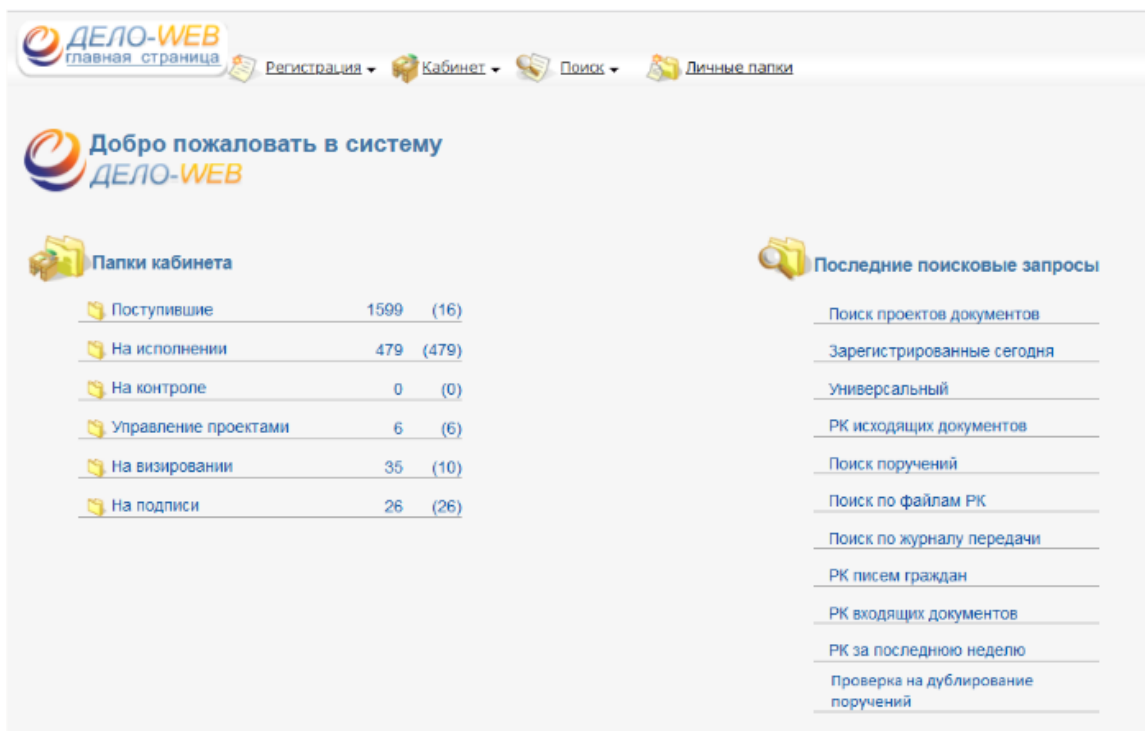 ДЕЛО-WEB
главная страница
Регистрация Кабинет Поиск Личные папки
Добро пожаловать в систему
ДЕЛО-WEB
Папки кабинета
Поступившие 1599 (16)
На исполнении 479 (479)
На контроле 0 (0)
Управление проектами 6 (6)
На визировании 35 (10)
На подписи 26 (26)
Последние поисковые запросы
Поиск проектов документов
Зарегистрированные сегодня
Универсальный
РК исходящих документов
Поиск поручений
Поиск по файлам РК
Поиск по журналу передачи
РК писем граждан
РК входящих документов
РК за последнюю неделю
Проверка на дублирование
поручений